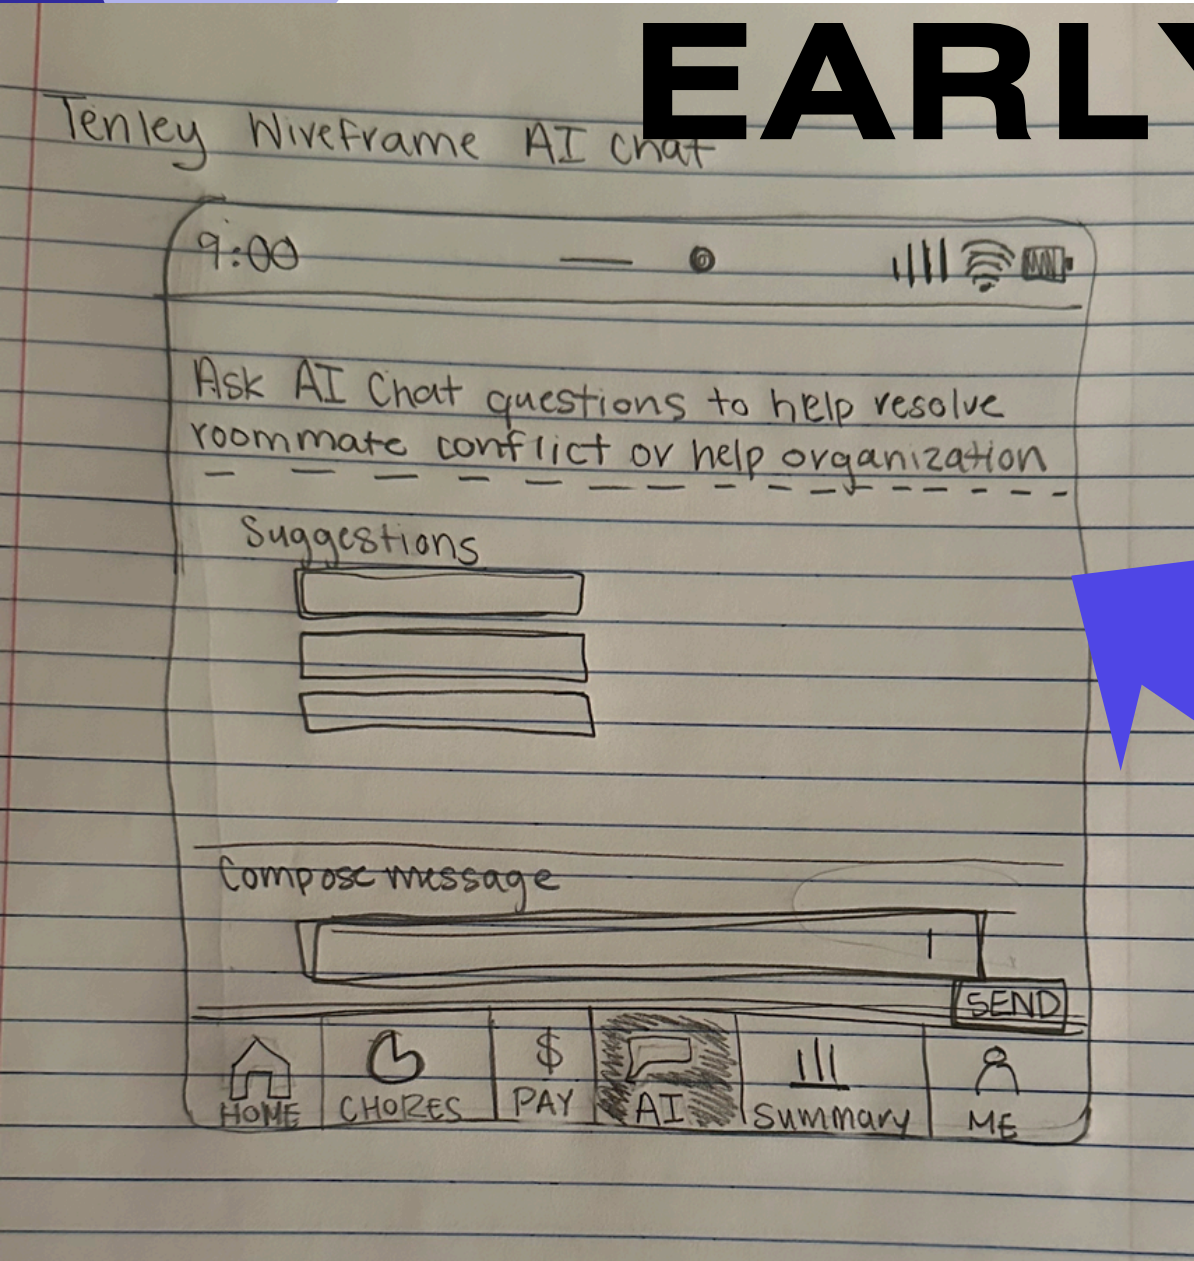 EARLY
Tenley Wireframe AI chat
9:00
Ask AI Chat questions to help resolve
roommate conflict or help organization
Suggestions
Compose message
SEND
HOME CHORES PAY AI Summary ME